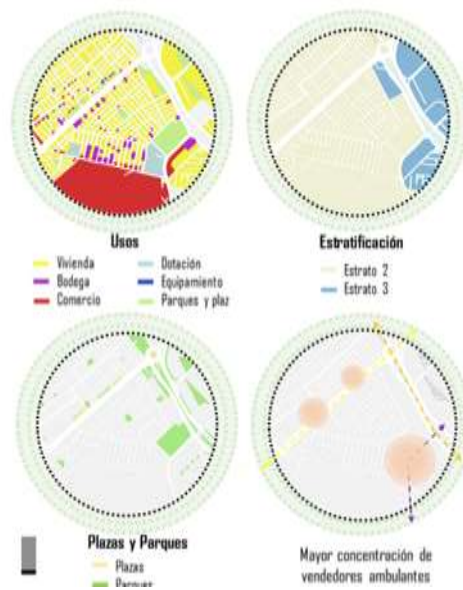 Usos
Vivienda
Bodega
Comercio
Dotación
Equipamiento
Parques y plaz
Estratificación
Estrato 2
Estrato 3
Plazas y Parques
Plazas
Parques
Mayor concentración de
vendedores ambulantes